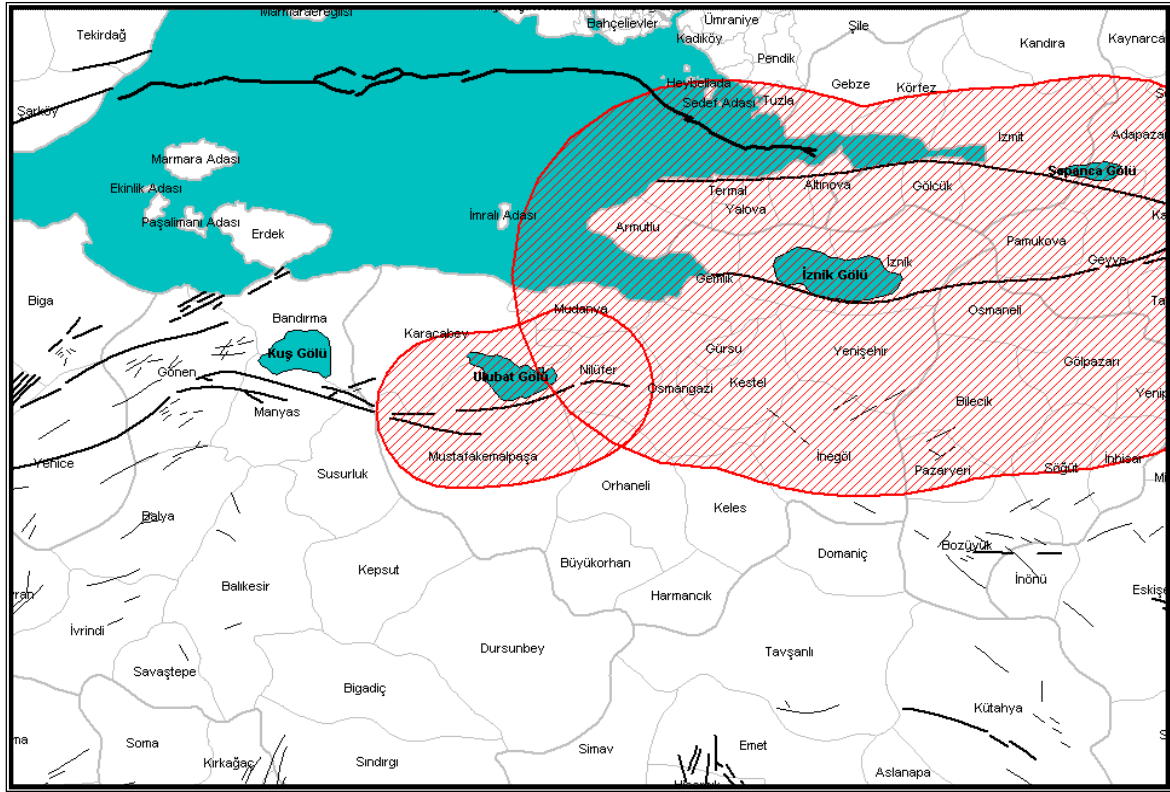 Marmaraereğlisi
Bahçelievler
Ümraniye
Kadıköy
Şile
Tekirdağ
Kandıra
Kaynarca
Pendik
Heybeliada
Gebze
Körfez
Sedef Adası
Tuzla
Şarköy
İzmit
Adapazarı
Marmara Adası
Sapanca Gölü
Ekinlik Adası
Termal
Altınova
Gölcük
Yalova
İmralı Adası
Paşalimanı Adası
Erdek
Armutlu
Pamukova
İznik
Gemlik
İznik Gölü
Geyve
Biga
Mudanya
Osmaneli
Bandırma
Karacabey
Kuş Gölü
Gürsu
Yenişehir
Gölpazarı
Gönen
Ulubat Gölü
Nilüfer
Osmangazi
Kestel
Manyas
Bilecik
Yenip
Yenice
Mustafakemalpaşa
İnegöl
İnhisar
Susurluk
Pazaryeri
Söğüt
Orhaneli
Keles
Balya
Bozüyük
Domaniç
Büyükorhan
Kepsut
İnönü
Balıkesir
Harmancık
Eskişe
İvrindi
Dursunbey
Tavşanlı
Savaştepe
Bigadiç
Kütahya
Soma
Simav
Emet
Kırkağaç
Sındırgı
Aslanapa